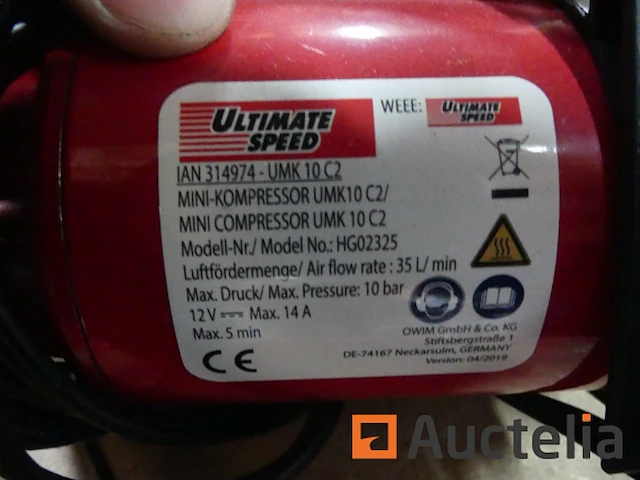 ULTIMATE SPEED
WEEE: ULTIMATE SPEED
IAN 314974 - UMK 10 C2
MINI-KOMPRESSOR UMK10 C2/
MINI COMPRESSOR UMK 10 C2
Modell-Nr./ Model No.: HG02325
Luftfördermenge/ Air flow rate : 35 L/ min
Max. Druck/ Max. Pressure: 10 bar
12 V Max. 14 A
Max. 5 min
CE
OWIM GmbH & Co. KG
Stiftsbergstraße 1
DE-74167 Neckarsulm, GERMANY
Version: 04/2019
Auctelia